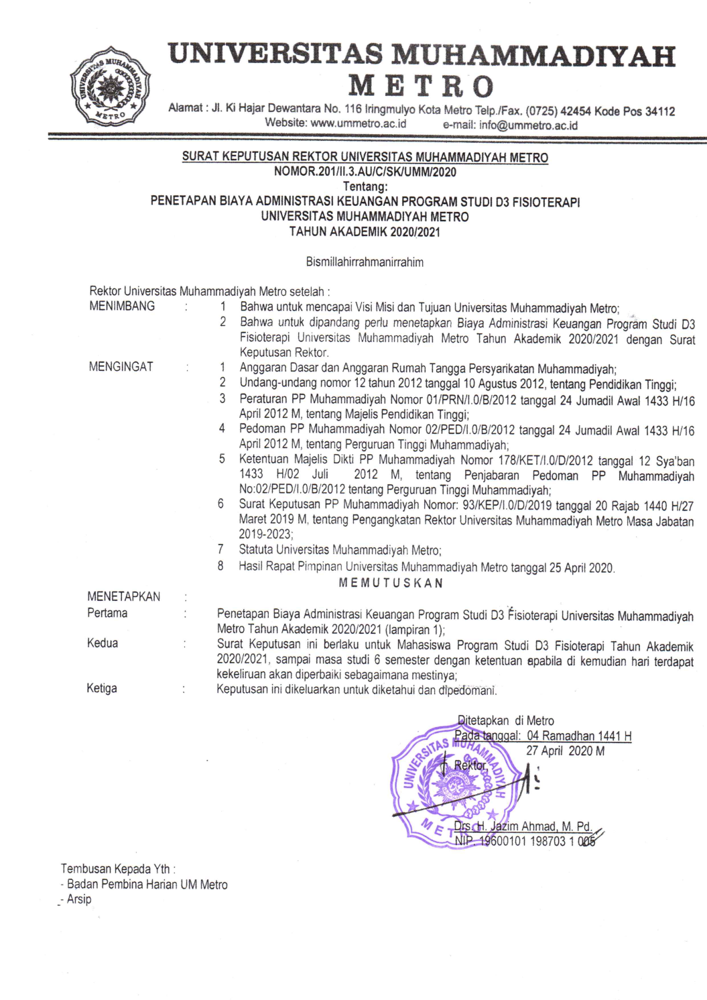 UNIVERSITAS MUHAMMADIYAH
METRO
Alamat : Jl. Ki Hajar Dewantara No. 116 Iringmulyo Kota Metro Telp./Fax. (0725) 42454 Kode Pos 34112
Website: www.ummetro.ac.id e-mail: info@ummetro.ac.id
UNIVERSITAS MUHAMMADIYAH
METRO
SURAT KEPUTUSAN REKTOR UNIVERSITAS MUHAMMADIYAH METRO
NOMOR.201/II.3.AU/C/SK/UMM/2020
Tentang:
PENETAPAN BIAYA ADMINISTRASI KEUANGAN PROGRAM STUDI D3 FISIOTERAPI
UNIVERSITAS MUHAMMADIYAH METRO
TAHUN AKADEMIK 2020/2021
Bismillahirrahmanirrahim
Rektor Universitas Muhammadiyah Metro setelah :
MENIMBANG : 1 Bahwa untuk mencapai Visi Misi dan Tujuan Universitas Muhammadiyah Metro;
2 Bahwa untuk dipandang perlu menetapkan Biaya Administrasi Keuangan Program Studi D3
Fisioterapi Universitas Muhammadiyah Metro Tahun Akademik 2020/2021 dengan Surat
Keputusan Rektor.
MENGINGAT : 1 Anggaran Dasar dan Anggaran Rumah Tangga Persyarikatan Muhammadiyah;
2 Undang-undang nomor 12 tahun 2012 tanggal 10 Agustus 2012, tentang Pendidikan Tinggi;
3 Peraturan PP Muhammadiyah Nomor 01/PRN/I.0/B/2012 tanggal 24 Jumadil Awal 1433 H/16
April 2012 M, tentang Majelis Pendidikan Tinggi;
4 Pedoman PP Muhammadiyah Nomor 02/PED/I.0/B/2012 tanggal 24 Jumadil Awal 1433 H/16
April 2012 M, tentang Perguruan Tinggi Muhammadiyah;
5 Ketentuan Majelis Dikti PP Muhammadiyah Nomor 178/KET/I.0/D/2012 tanggal 12 Sya'ban
1433 H/02 Juli 2012 M, tentang Penjabaran Pedoman PP Muhammadiyah
No:02/PED/I.0/B/2012 tentang Perguruan Tinggi Muhammadiyah;
6 Surat Keputusan PP Muhammadiyah Nomor: 93/KEP/I.0/D/2019 tanggal 20 Rajab 1440 H/27
Maret 2019 M, tentang Pengangkatan Rektor Universitas Muhammadiyah Metro Masa Jabatan
2019-2023;
7 Statuta Universitas Muhammadiyah Metro;
8 Hasil Rapat Pimpinan Universitas Muhammadiyah Metro tanggal 25 April 2020.
MEMUTUSKAN
MENETAPKAN :
Pertama : Penetapan Biaya Administrasi Keuangan Program Studi D3 Fisioterapi Universitas Muhammadiyah
Metro Tahun Akademik 2020/2021 (lampiran 1);
Kedua : Surat Keputusan ini berlaku untuk Mahasiswa Program Studi D3 Fisioterapi Tahun Akademik
2020/2021, sampai masa studi 6 semester dengan ketentuan apabila di kemudian hari terdapat
kekeliruan akan diperbaiki sebagaimana mestinya;
Ketiga : Keputusan ini dikeluarkan untuk diketahui dan dipedomani.
Ditetapkan di Metro
Pada tanggal: 04 Ramadhan 1441 H
27 April 2020 M
Rektor,
UNIVERSITAS MUHAMMADIYAH
METRO
Drs. H. Jazim Ahmad, M. Pd.
NIP. 19600101 198703 1 005
Tembusan Kepada Yth :
- Badan Pembina Harian UM Metro
- Arsip